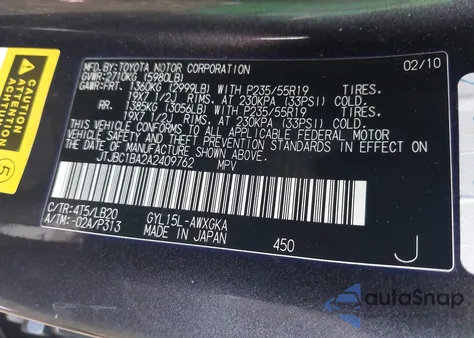 MFD.BY:TOYOTA MOTOR CORPORATION 02/10
GVWR:2710KG (5980LB)
GAWR:FRT. 1360KG (2999LB) WITH P235/55R19 TIRES.
19X7 1/2J RIMS, AT 230KPA (33PSI) COLD.
RR. 1385KG (3056LB) WITH P235/55R19 TIRES.
19X7 1/2J RIMS, AT 230KPA (33PSI) COLD.
THIS VEHICLE CONFORMS TO ALL APPLICABLE FEDERAL MOTOR
VEHICLE SAFETY, BUMPER, AND THEFT PREVENTION STANDARDS IN
EFFECT ON THE DATE OF MANUFACTURE SHOWN ABOVE.
JTJBC1BA2A2409762 MPV
C/TR:4T5/LB20 GYL15L-AWXGKA
A/TM:-02A/P313 MADE IN JAPAN 450 J
CAUTION
ATTENTION
5
autoSnap